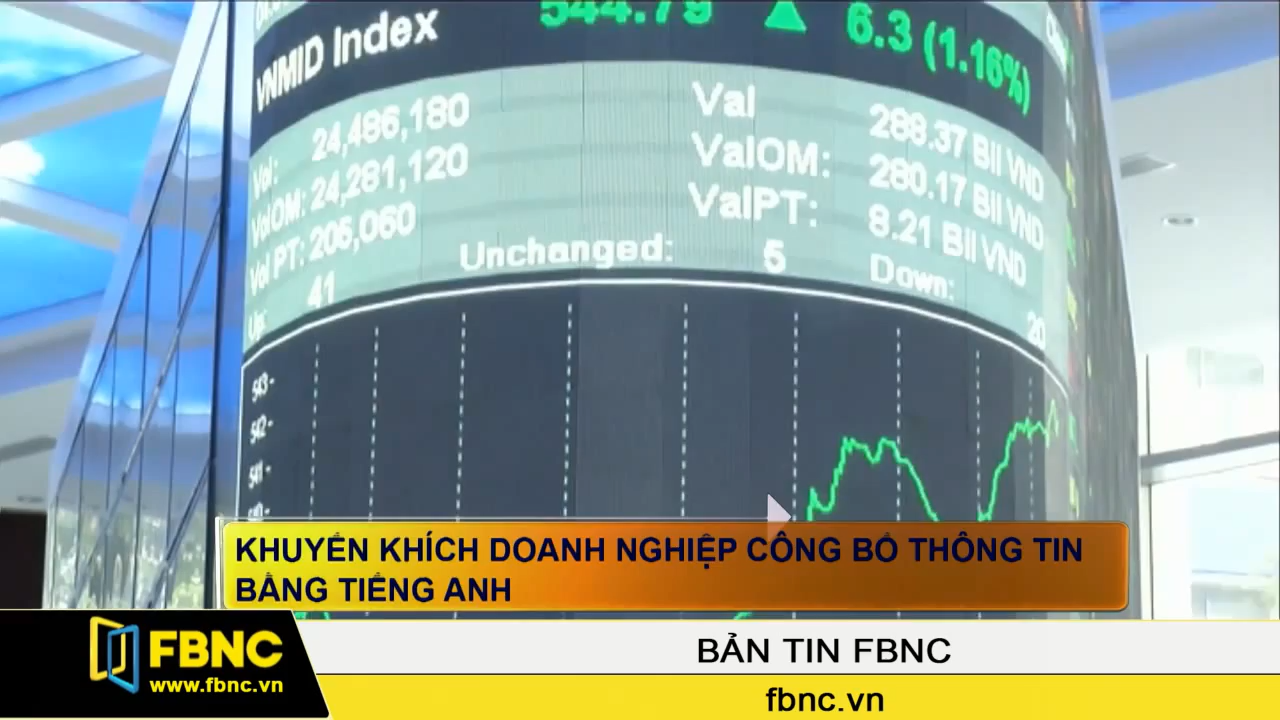 544.79 ▲ 6.3 (1.16%)
VNMID Index
Vol: 24,486,180 Val 288.37 Bil VND
ValOM: 24,281,120 ValOM: 280.17 Bil VND
Vol PT: 205,060 ValPT: 8.21 Bil VND
Up: 41 Unchanged: 5 Down: 20
543
542
541
KHUYẾN KHÍCH DOANH NGHIỆP CÔNG BỐ THÔNG TIN
BẰNG TIẾNG ANH
FBNC
www.fbnc.vn
BẢN TIN FBNC
fbnc.vn